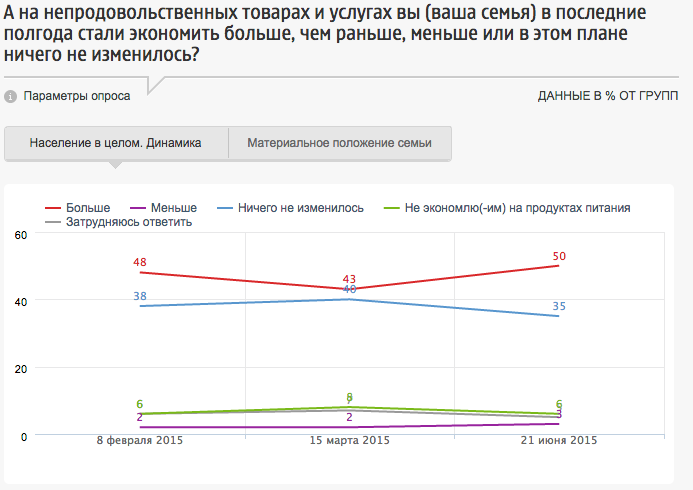 А на непродовольственных товарах и услугах вы (ваша семья) в последние
полгода стали экономить больше, чем раньше, меньше или в этом плане
ничего не изменилось?
Параметры опроса
ДАННЫЕ В % ОТ ГРУПП
Население в целом. Динамика
Материальное положение семьи
Больше Меньше Ничего не изменилось Не экономлю(-им) на продуктах питания
Затрудняюсь ответить
60
48 43 50
40
38 40 35
20
6 8 6
7
2 2 3
0
8 февраля 2015 15 марта 2015 21 июня 2015